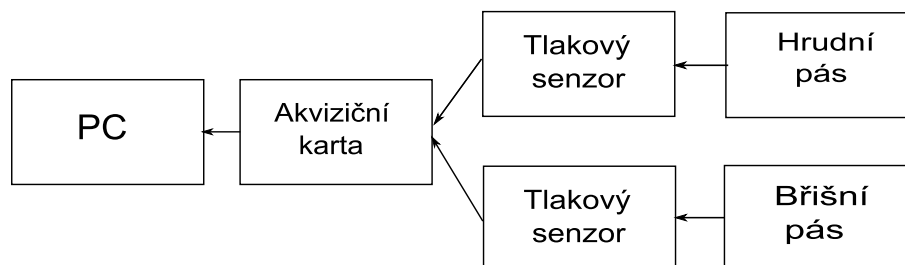 PC
Akviziční
karta
Tlakový
senzor
Hrudní
pás
Tlakový
senzor
Břišní
pás